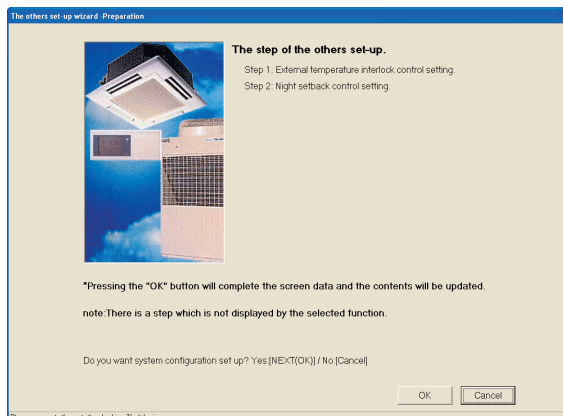 The others set-up wizard -Preparation
The step of the others set-up.
Step 1: External temperature interlock control setting.
Step 2: Night setback control setting.
*Pressing the "OK" button will complete the screen data and the contents will be updated.
note:There is a step which is not displayed by the selected function.
Do you want system configuration set up? Yes:[NEXT(OK)] / No:[Cancel]
OK Cancel